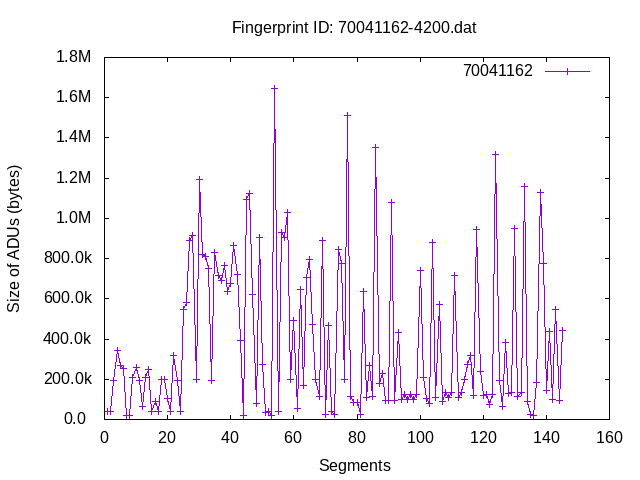 Fingerprint ID: 70041162-4200.dat
70041162
1.8M
1.6M
1.4M
1.2M
1.0M
800.0k
600.0k
400.0k
200.0k
0.0
Size of ADUs (bytes)
0 20 40 60 80 100 120 140 160
Segments